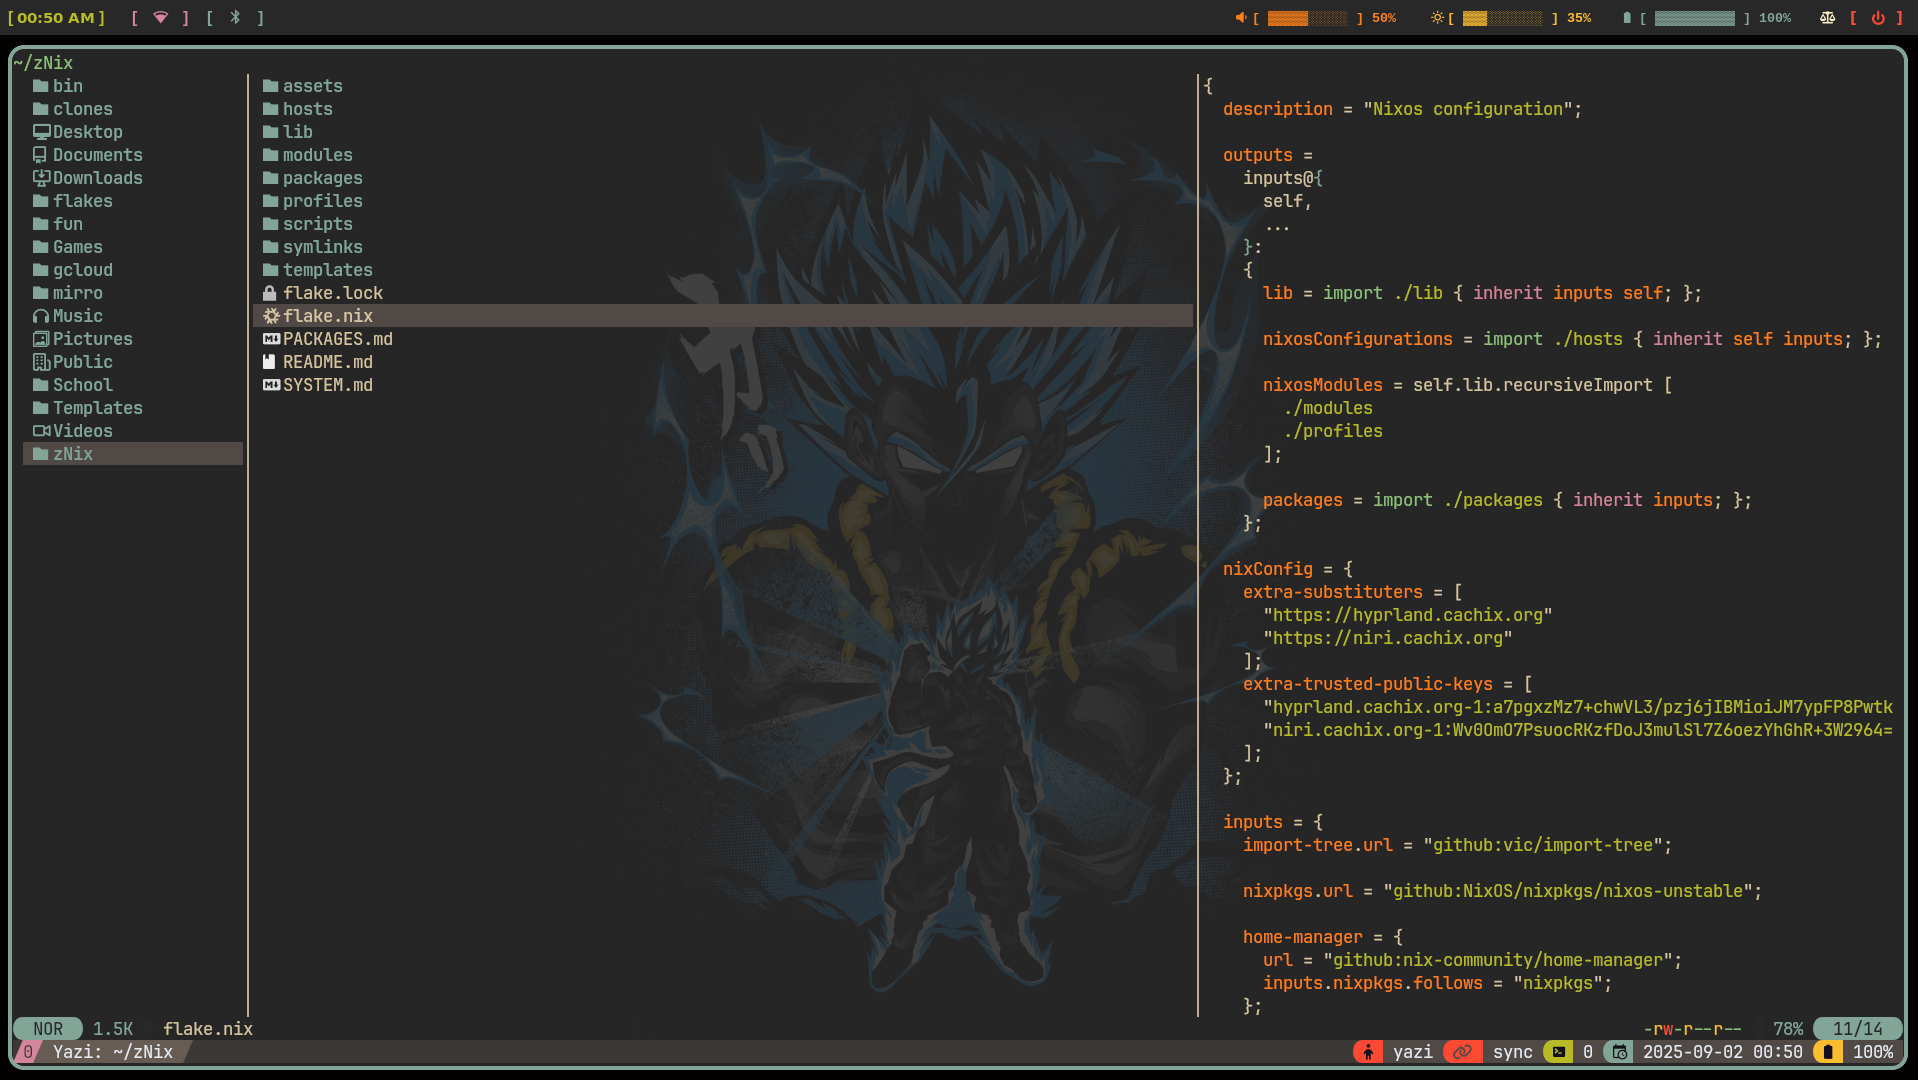 [00:50 AM] [ ] [ ] [ ] 50% [ ] 35% [ ] 100% [ ]
~/zNix
bin
clones
Desktop
Documents
Downloads
flakes
fun
Games
gcloud
mirro
Music
Pictures
Public
School
Templates
Videos
zNix
assets
hosts
lib
modules
packages
profiles
scripts
symlinks
templates
flake.lock
flake.nix
PACKAGES.md
README.md
SYSTEM.md
{
description = "Nixos configuration";
outputs =
inputs@{
self,
...
}:
{
lib = import ./lib { inherit inputs self; };
nixosConfigurations = import ./hosts { inherit self inputs; };
nixosModules = self.lib.recursiveImport [
./modules
./profiles
];
packages = import ./packages { inherit inputs; };
};
nixConfig = {
extra-substituters = [
"https://hyprland.cachix.org"
"https://niri.cachix.org"
];
extra-trusted-public-keys = [
"hyprland.cachix.org-1:a7pgxzMz7+chwVL3/pzj6jIBMioiJM7ypFP8Pwtk
"niri.cachix.org-1:Wv0OmO7PsuocRKzfDoJ3mulSl7Z6oezYhGhR+3W2964=
];
};
inputs = {
import-tree.url = "github:vic/import-tree";
nixpkgs.url = "github:NixOS/nixpkgs/nixos-unstable";
home-manager = {
url = "github:nix-community/home-manager";
inputs.nixpkgs.follows = "nixpkgs";
};
NOR 1.5K flake.nix -rw-r--r-- 78% 11/14
0 Yazi: ~/zNix yazi sync 0 2025-09-02 00:50 100%